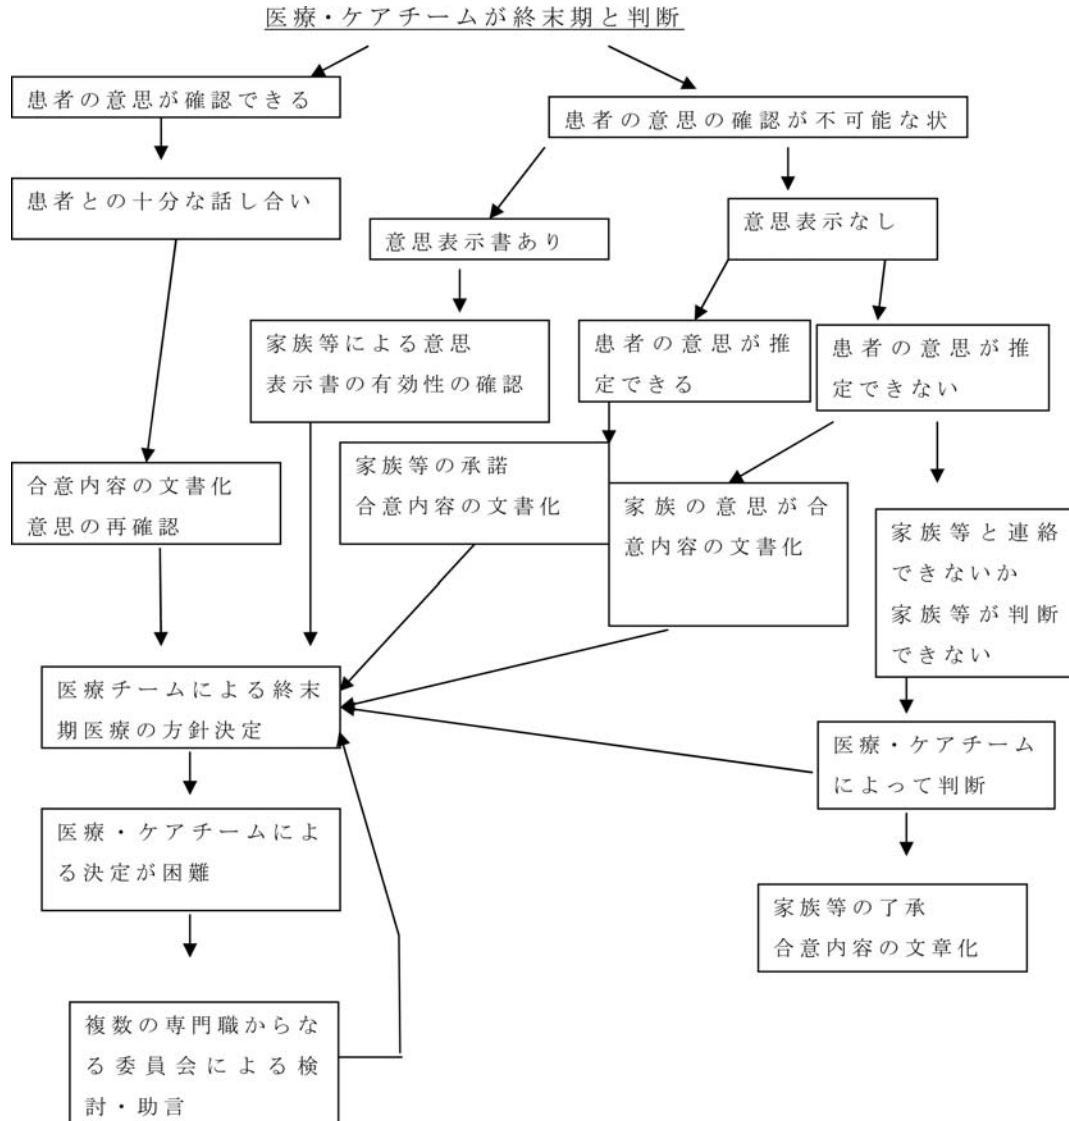 医療・ケアチームが終末期と判断
患者の意思が確認できる
患者の意思の確認が不可能な状
患者との十分な話し合い
意思表示書あり
意思表示なし
家族等による意思
表示書の有効性の確認
患者の意思が推
定できる
患者の意思が推
定できない
家族等の承諾
合意内容の文書化
合意内容の文書化
意思の再確認
家族の意思が合
意内容の文書化
家族等と連絡
できないか
家族等が判断
できない
医療チームによる終末
期医療の方針決定
医療・ケアチーム
によって判断
医療・ケアチームによ
る決定が困難
家族等の了承
合意内容の文章化
複数の専門職からな
る委員会による検
討・助言